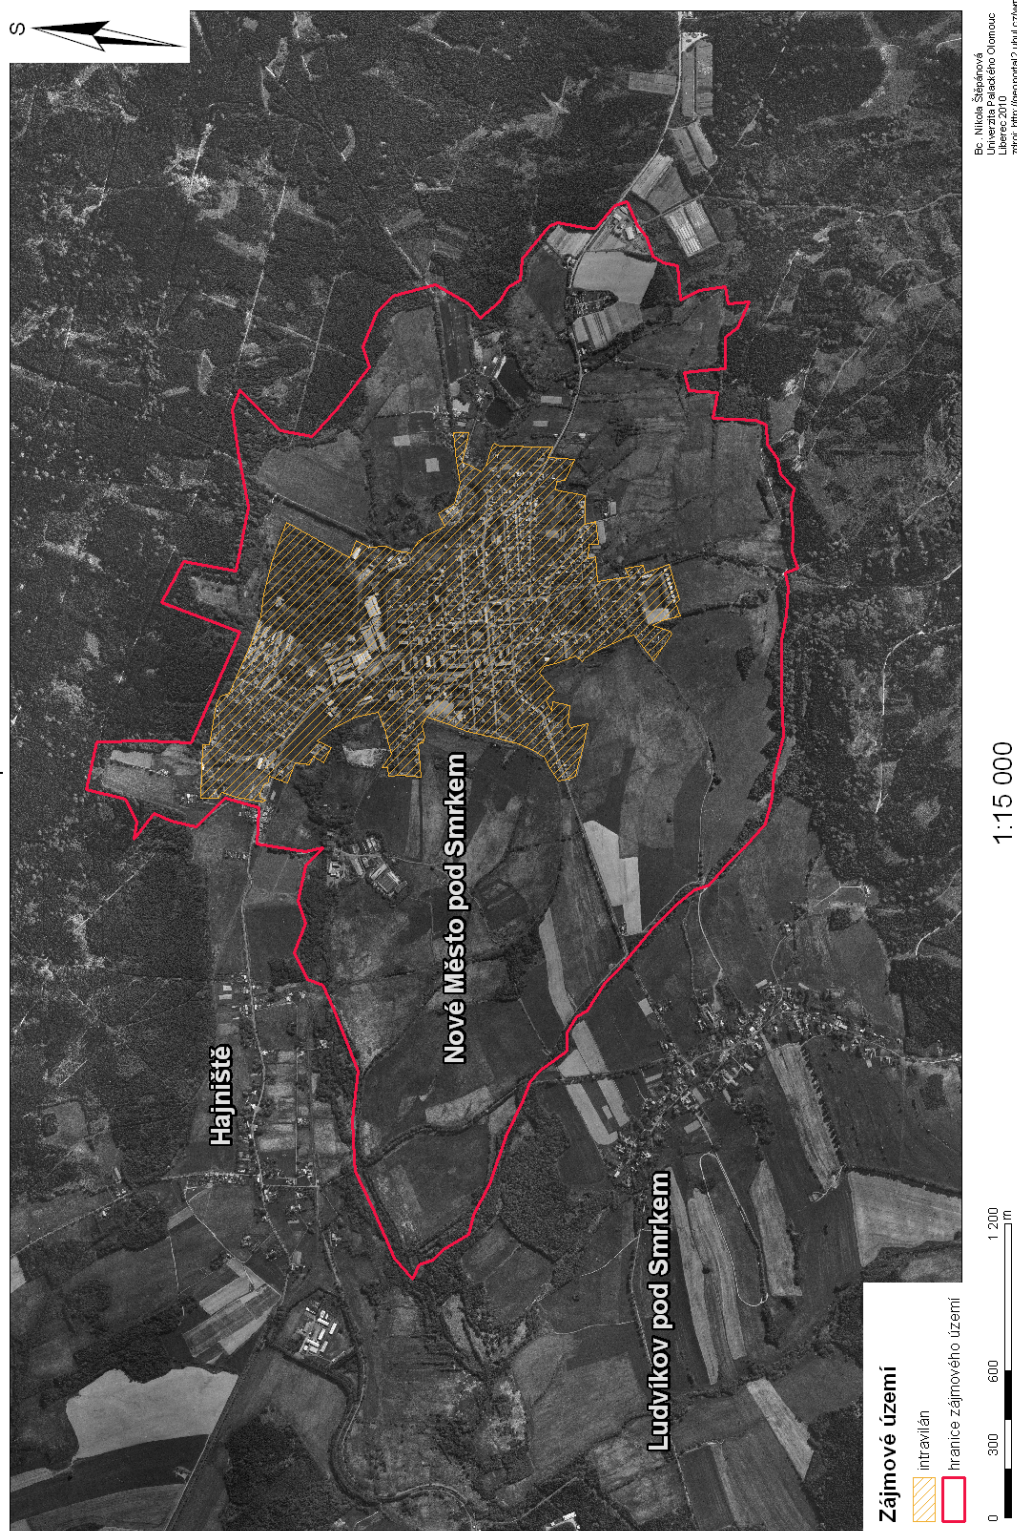 S
Hajniště
Nové Město pod Smrkem
Ludvíkov pod Smrkem
Zájmové území
intravilán
hranice zájmového území
0 300 600 1 200
m
1:15 000
Bc. Nikola Štěpánová
Univerzita Palackého Olomouc
Liberec 2010